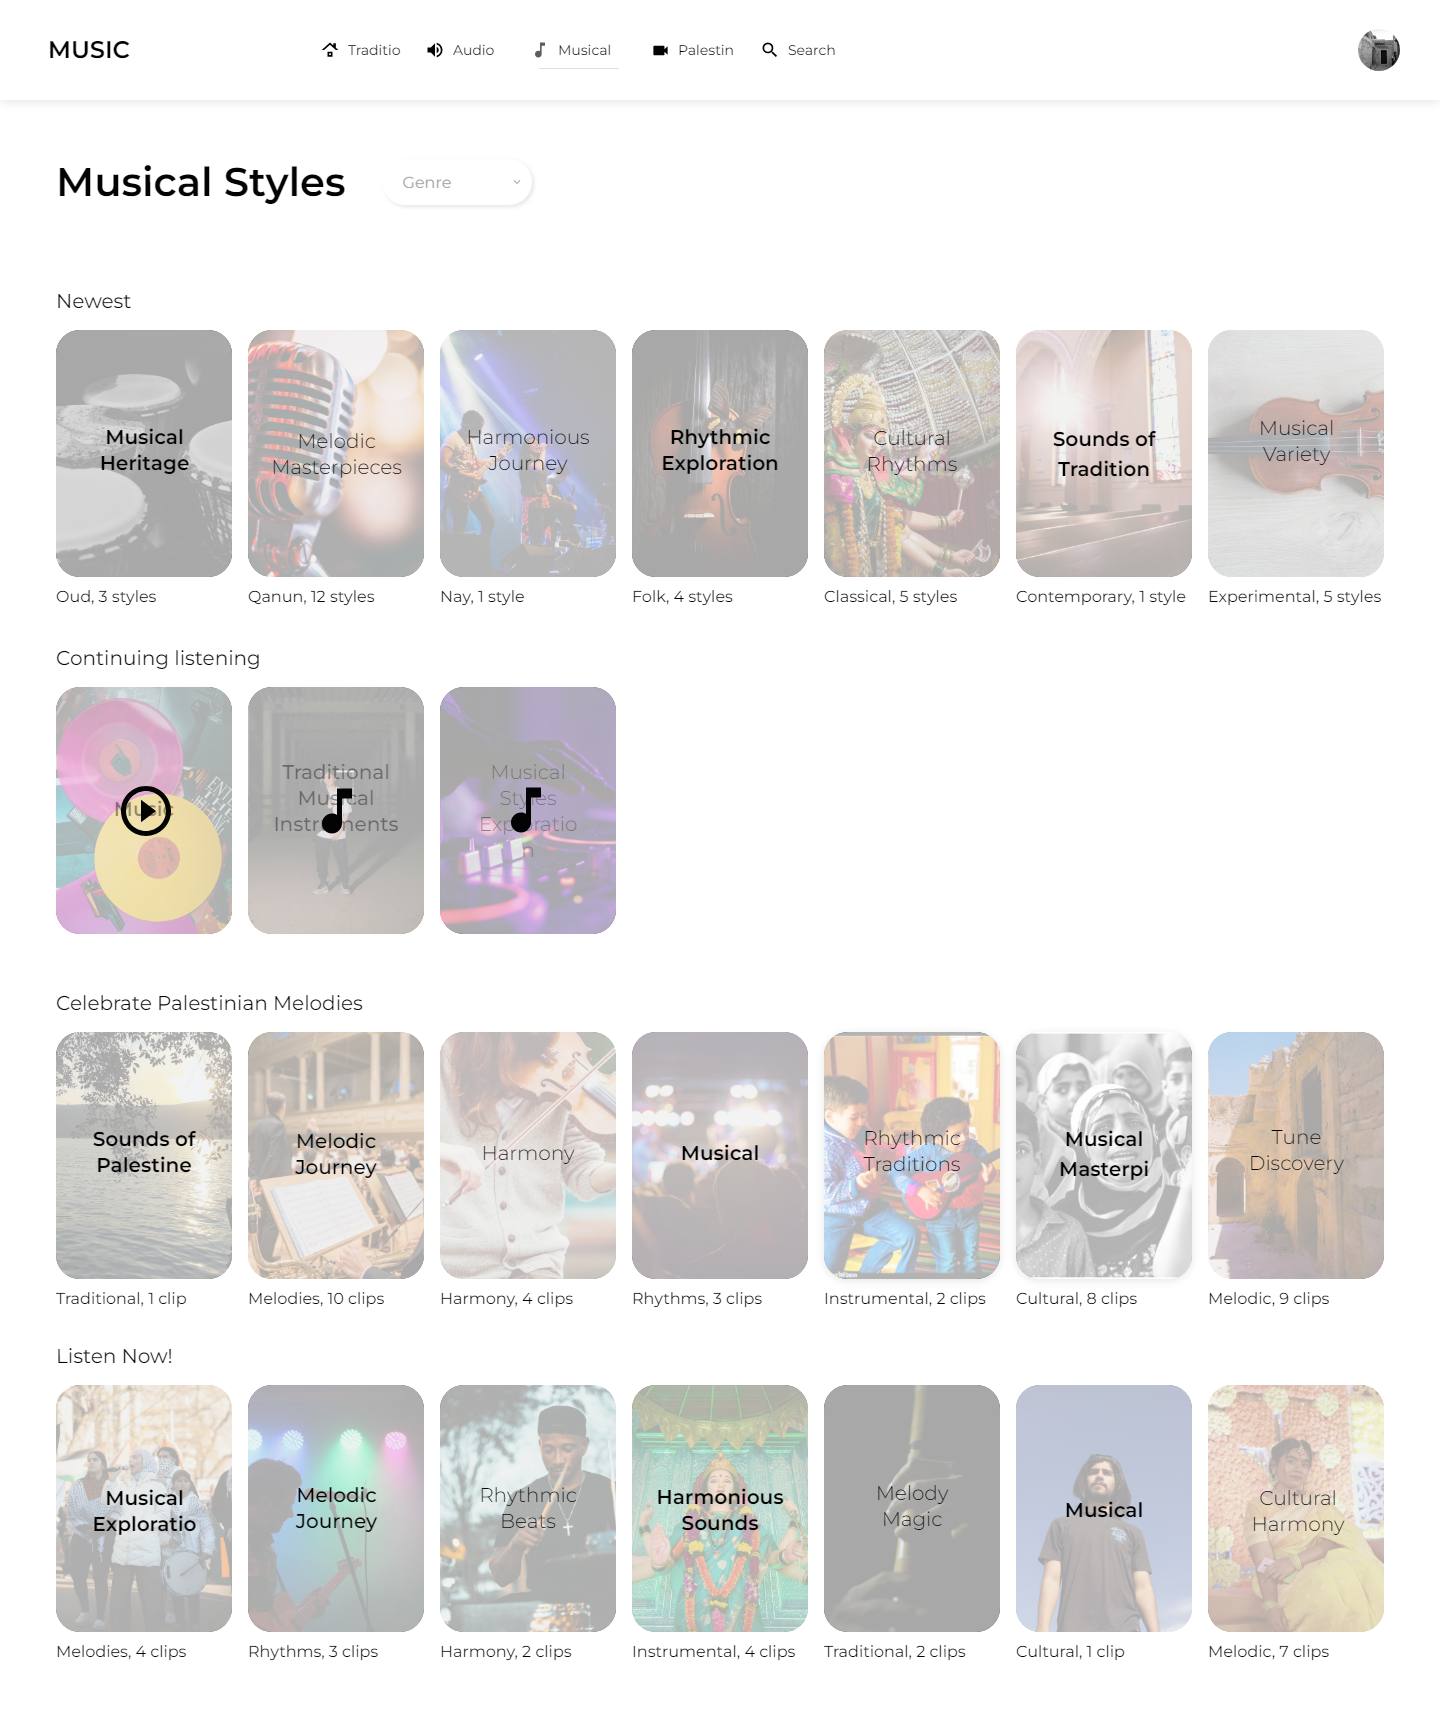 MUSIC
Traditio
Audio
Musical
Palestin
Search
Musical Styles
Genre
Newest
Musical
Heritage
Melodic
Masterpieces
Harmonious
Journey
Rhythmic
Exploration
Cultural
Rhythms
Sounds of
Tradition
Musical
Variety
Oud, 3 styles
Qanun, 12 styles
Nay, 1 style
Folk, 4 styles
Classical, 5 styles
Contemporary, 1 style
Experimental, 5 styles
Continuing listening
Music
Traditional
Musical
Instruments
Musical
Styles
Exploratio
n
Celebrate Palestinian Melodies
Sounds of
Palestine
Melodic
Journey
Harmony
Musical
Rhythmic
Traditions
Musical
Masterpi
Tune
Discovery
Traditional, 1 clip
Melodies, 10 clips
Harmony, 4 clips
Rhythms, 3 clips
Instrumental, 2 clips
Cultural, 8 clips
Melodic, 9 clips
Listen Now!
Musical
Exploratio
Melodic
Journey
Rhythmic
Beats
Harmonious
Sounds
Melody
Magic
Musical
Cultural
Harmony
Melodies, 4 clips
Rhythms, 3 clips
Harmony, 2 clips
Instrumental, 4 clips
Traditional, 2 clips
Cultural, 1 clip
Melodic, 7 clips